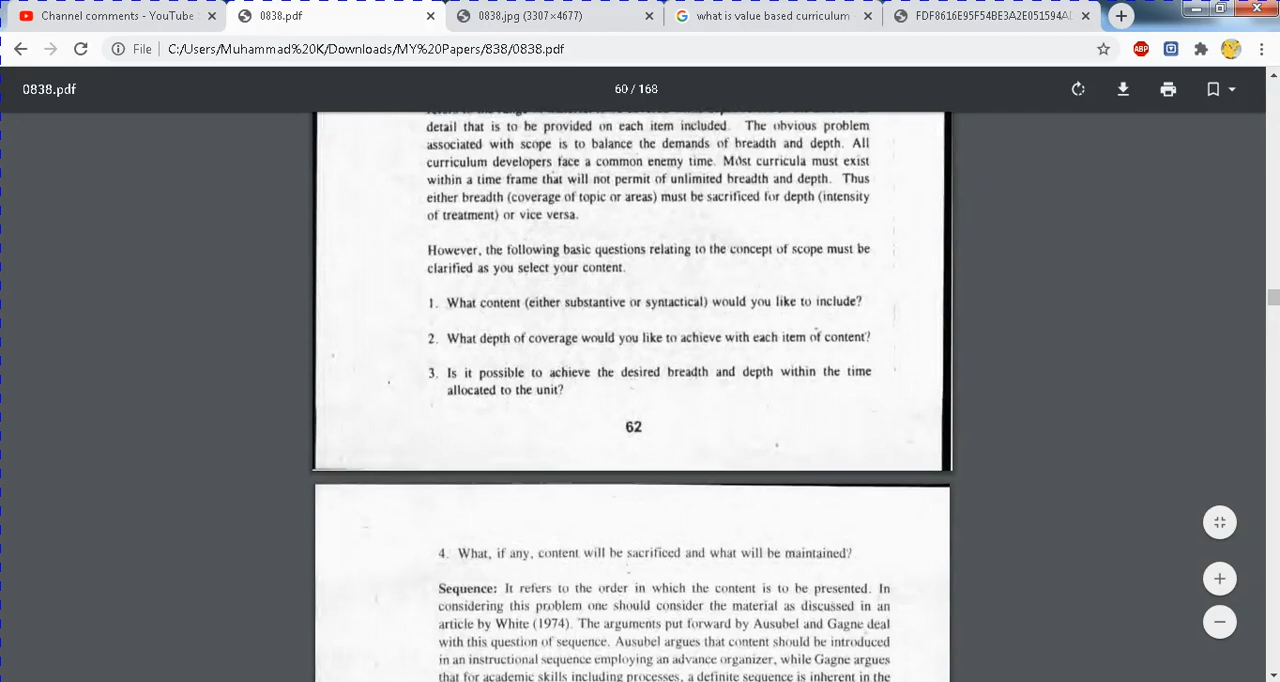 Channel comments - YouTube
0838.pdf
0838.jpg (3307×4677)
what is value based curriculum
FDF8616E95F54BE3A2E051594A
File
C:/Users/Muhammad%20K/Downloads/MY%20Papers/838/0838.pdf
ABP
0838.pdf
60 / 168
detail that is to be provided on each item included. The obvious problem
associated with scope is to balance the demands of breadth and depth. All
curriculum developers face a common enemy time. Most curricula must exist
within a time frame that will not permit of unlimited breadth and depth. Thus
either breadth (coverage of topic or areas) must be sacrificed for depth (intensity
of treatment) or vice versa.
However, the following basic questions relating to the concept of scope must be
clarified as you select your content.
1. What content (either substantive or syntactical) would you like to include?
2. What depth of coverage would you like to achieve with each item of content?
3. Is it possible to achieve the desired breadth and depth within the time
allocated to the unit?
62
4. What, if any, content will be sacrificed and what will be maintained?
Sequence: It refers to the order in which the content is to be presented. In
considering this problem one should consider the material as discussed in an
article by White (1974). The arguments put forward by Ausubel and Gagne deal
with this question of sequence. Ausubel argues that content should be introduced
in an instructional sequence employing an advance organizer, while Gagne argues
that for academic skills including processes, a definite sequence is inherent in the